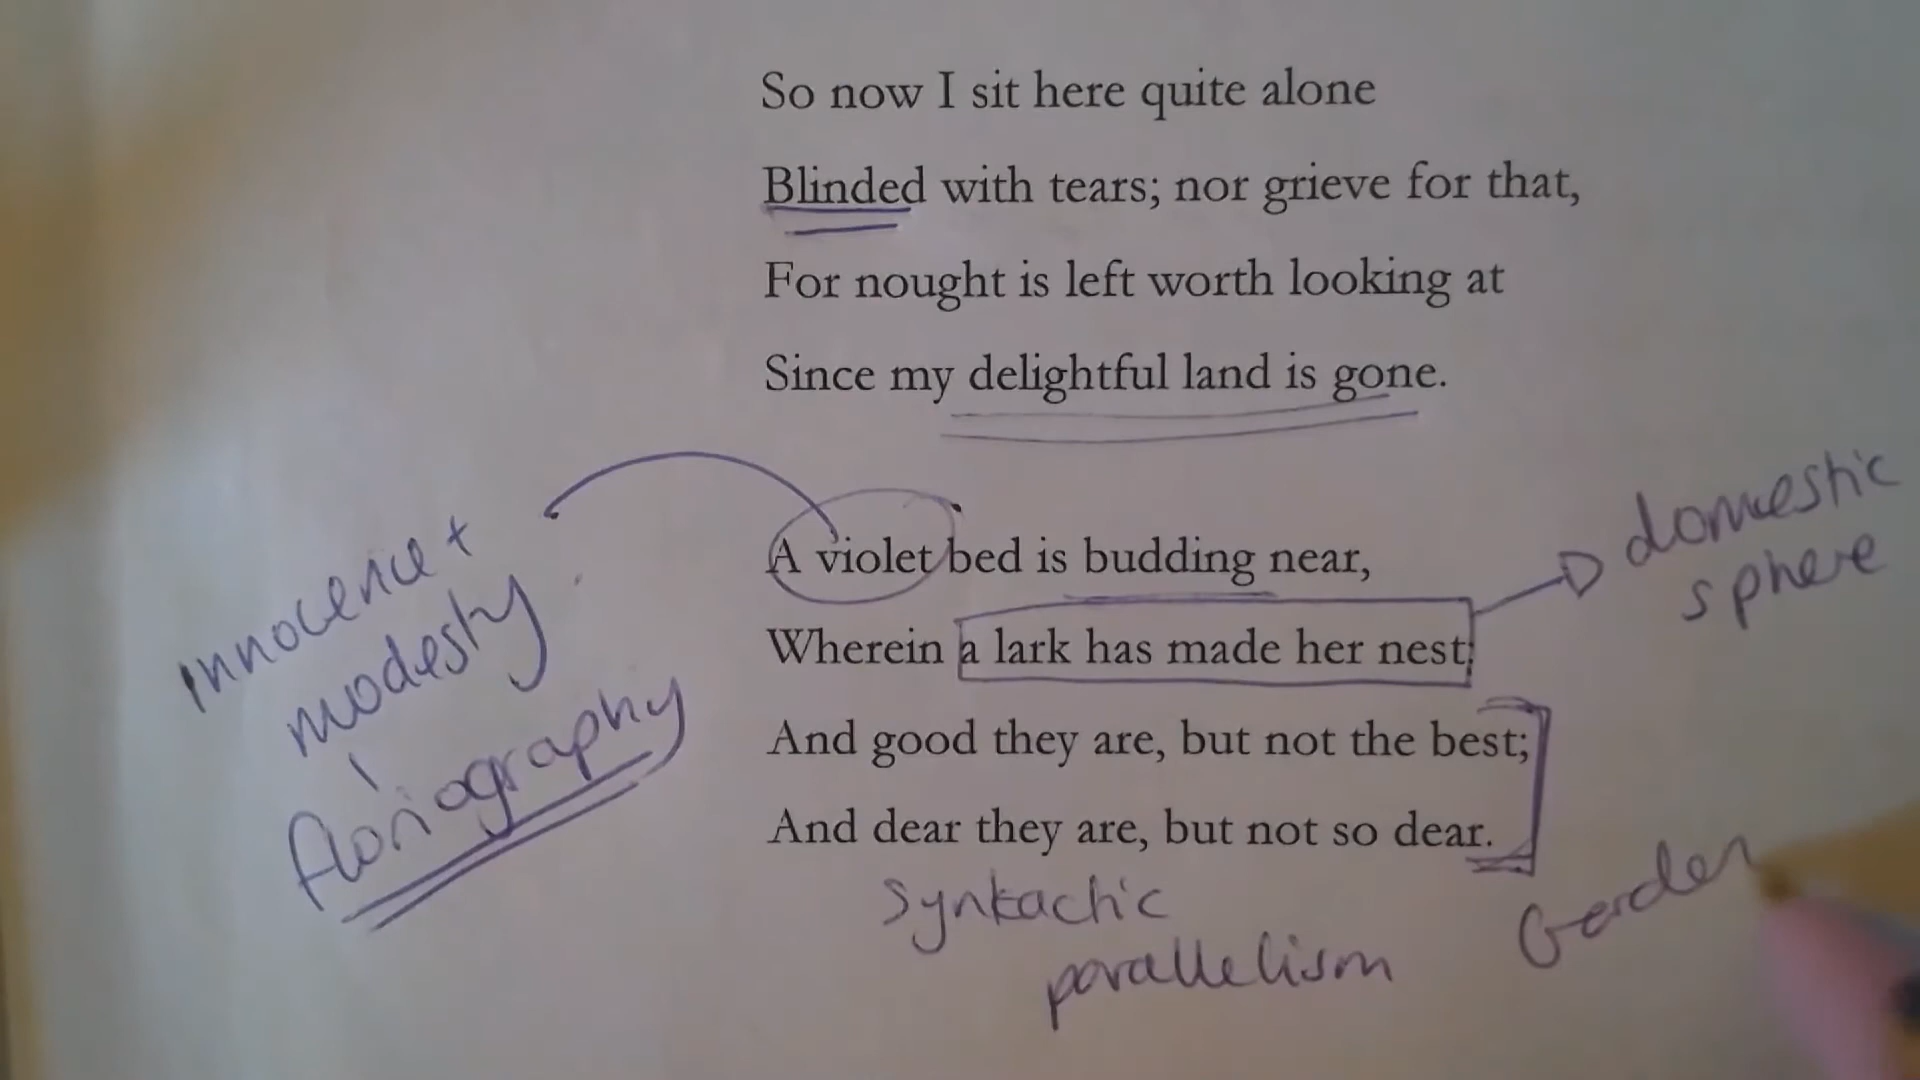 So now I sit here quite alone
Blinded with tears; nor grieve for that,
For nought is left worth looking at
Since my delightful land is gone.
A violet bed is budding near,
Wherein a lark has made her nest;
And good they are, but not the best;
And dear they are, but not so dear.
innocence +
modesty
floriography
domestic
sphere
syntactic
parallelism
Garden